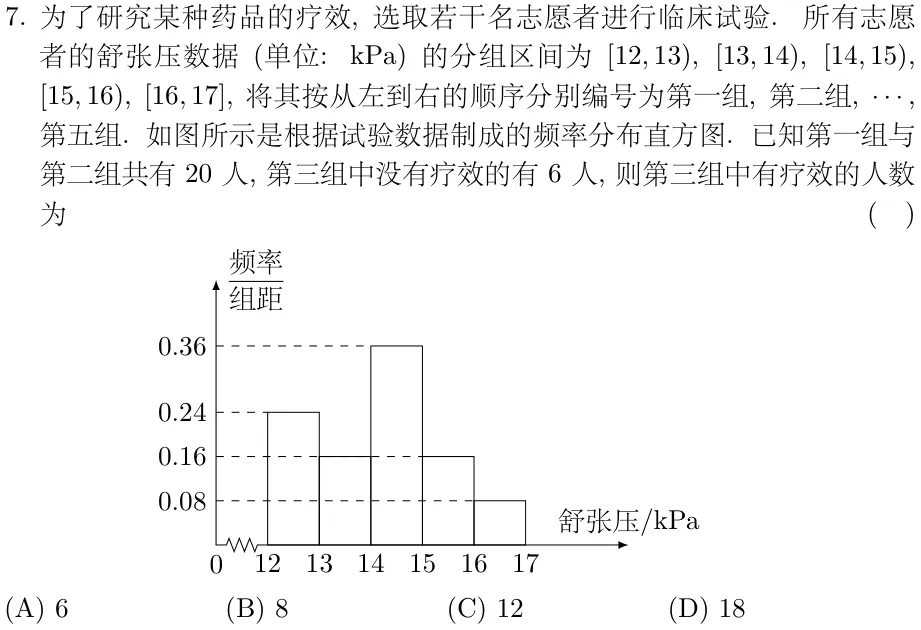 7. 为了研究某种药品的疗效, 选取若干名志愿者进行临床试验. 所有志愿
者的舒张压数据 (单位: kPa) 的分组区间为 [12,13), [13,14), [14,15),
[15,16), [16,17], 将其按从左到右的顺序分别编号为第一组, 第二组, ⋯,
第五组. 如图所示是根据试验数据制成的频率分布直方图. 已知第一组与
第二组共有 20 人, 第三组中没有疗效的有 6 人, 则第三组中有疗效的人数
为 ( )
频率
组距
0.36
0.24
0.16
0.08
舒张压/kPa
0 12 13 14 15 16 17
(A) 6 (B) 8 (C) 12 (D) 18